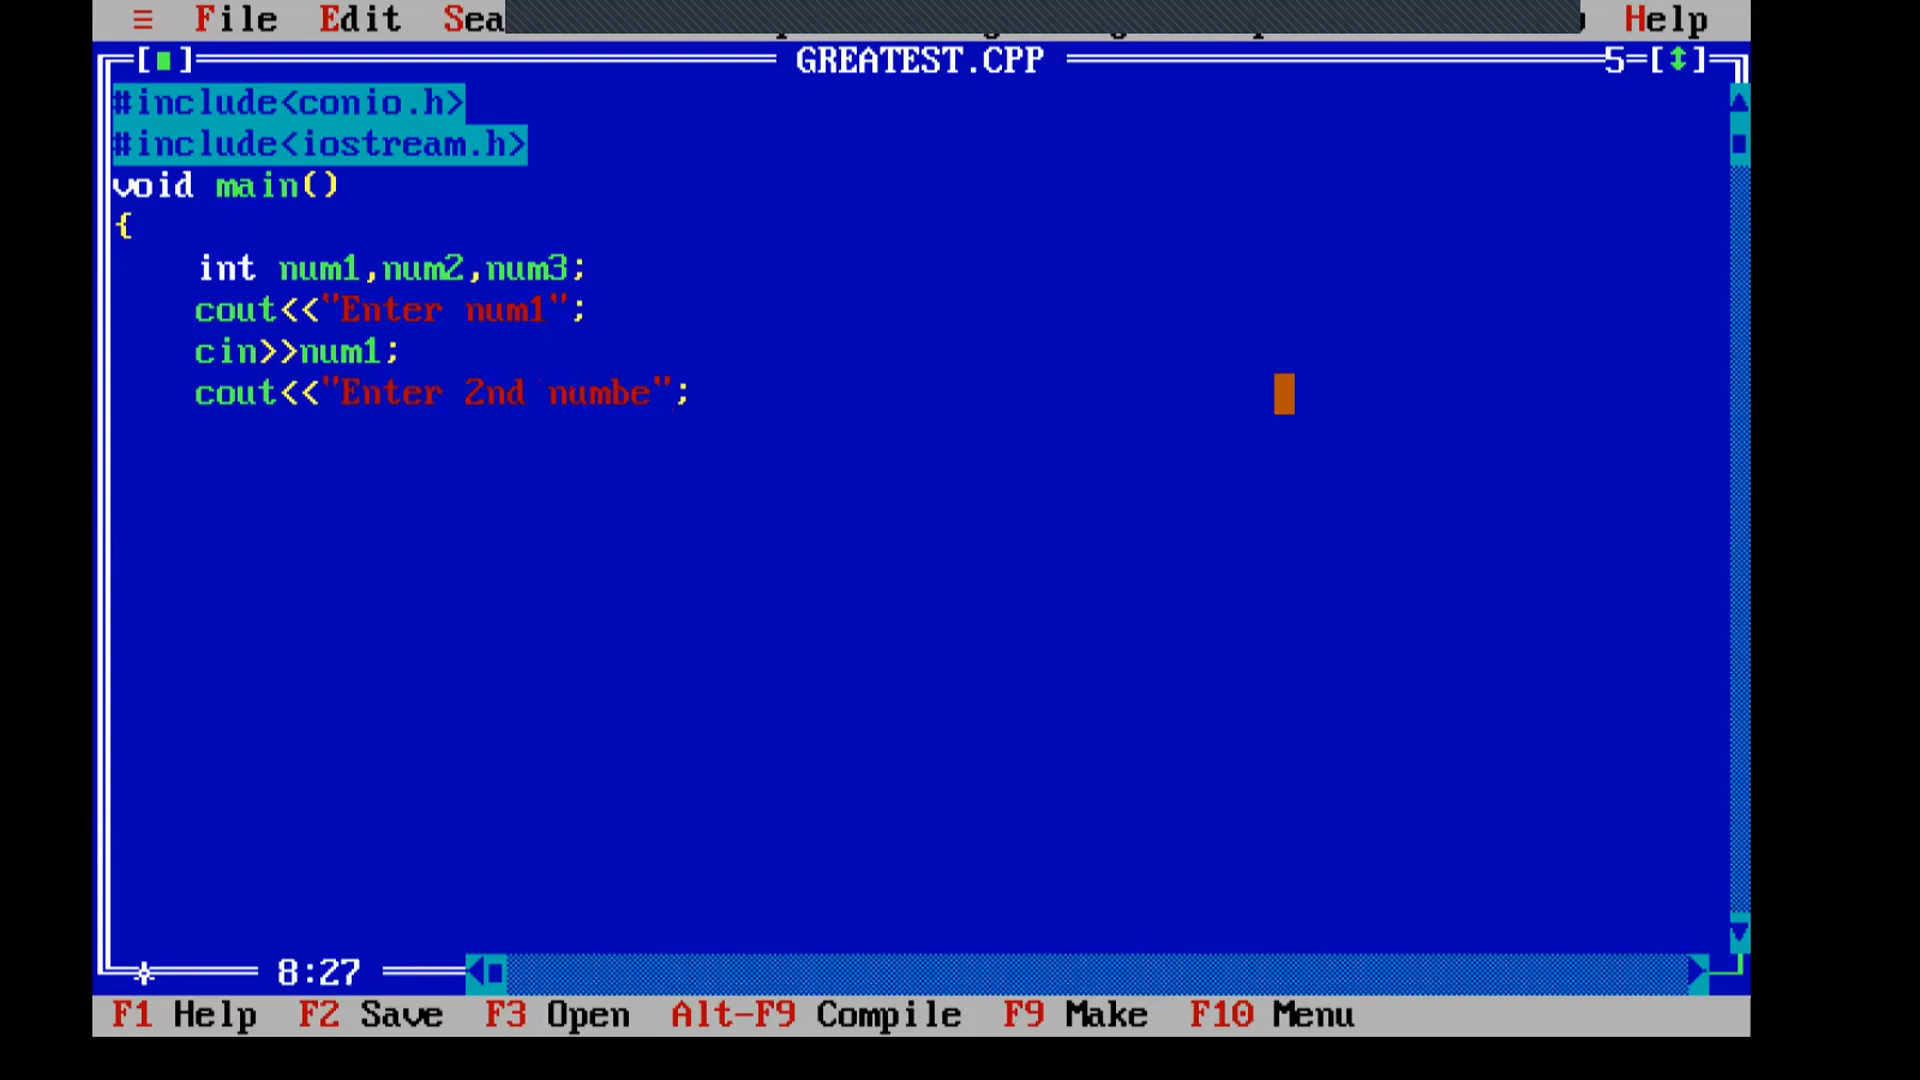 ≡ File Edit Sea Help
[■] GREATEST.CPP 5=[↕]
#include<conio.h>
#include<iostream.h>
void main()
{
int num1,num2,num3;
cout<<"Enter num1";
cin>>num1;
cout<<"Enter 2nd numbe";
8:27
F1 Help F2 Save F3 Open Alt-F9 Compile F9 Make F10 Menu